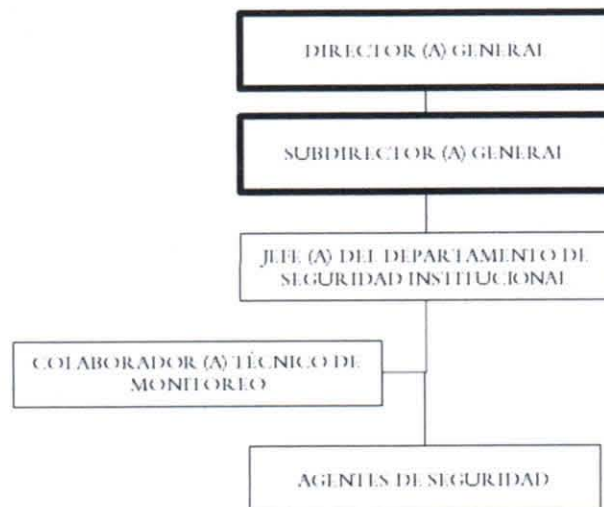 DIRECTOR (A) GENERAL
SUBDIRECTOR (A) GENERAL
JEFE (A) DEL DEPARTAMENTO DE
SEGURIDAD INSTITUCIONAL
COLABORADOR (A) TÉCNICO DE
MONITOREO
AGENTES DE SEGURIDAD